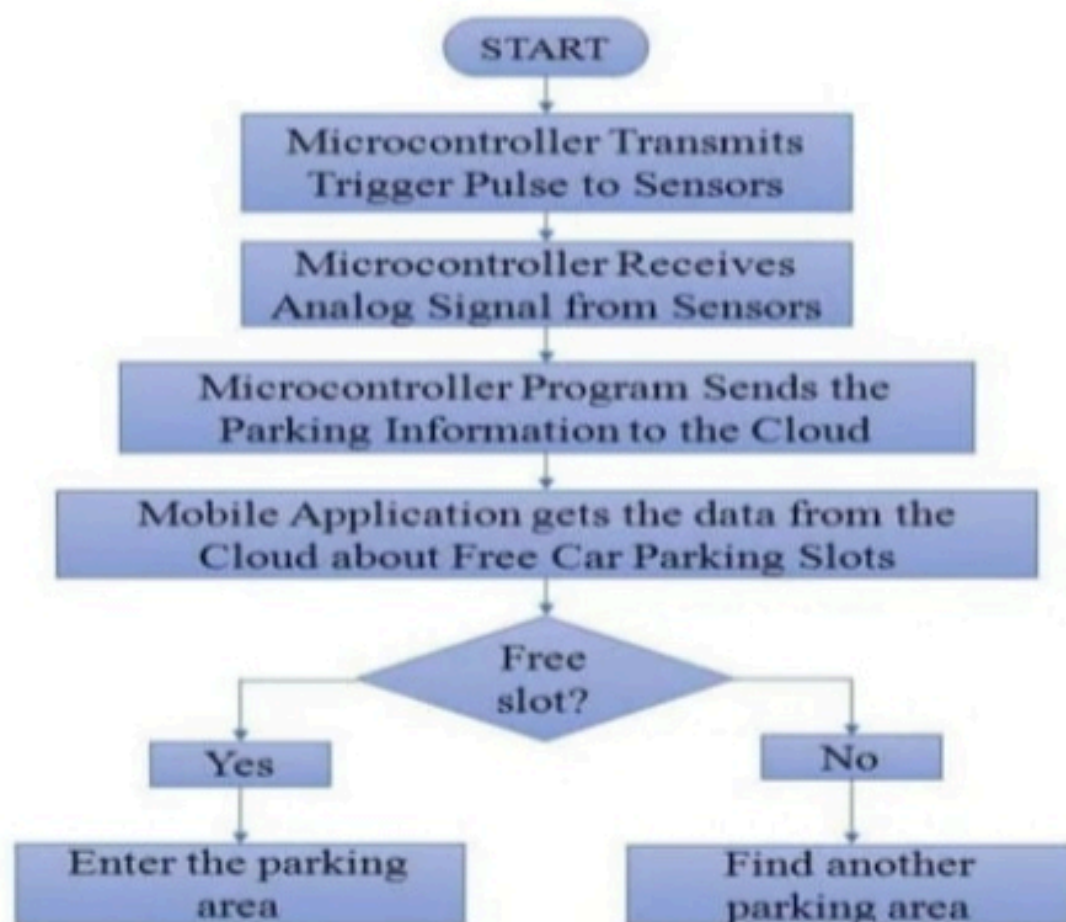 START
Microcontroller Transmits
Trigger Pulse to Sensors
Microcontroller Receives
Analog Signal from Sensors
Microcontroller Program Sends the
Parking Information to the Cloud
Mobile Application gets the data from the
Cloud about Free Car Parking Slots
Free
slot?
Yes
No
Enter the parking
area
Find another
parking area